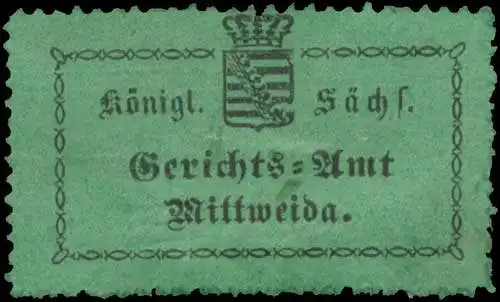 Königl. Sächſ.
Gerichts=Amt
Mittweida.